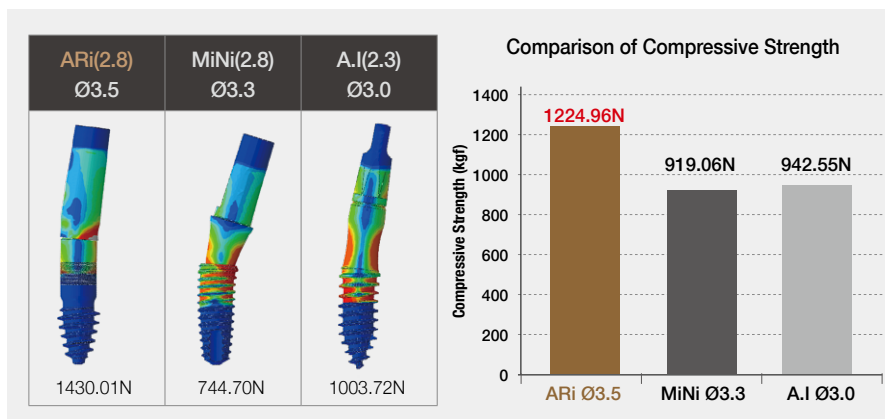 ARi(2.8)
Ø3.5
MiNi(2.8)
Ø3.3
A.I(2.3)
Ø3.0
1430.01N
744.70N
1003.72N
Comparison of Compressive Strength
Compressive Strength (kgf)
1400
1200
1000
800
600
400
200
0
1224.96N
919.06N
942.55N
ARi Ø3.5
MiNi Ø3.3
A.I Ø3.0